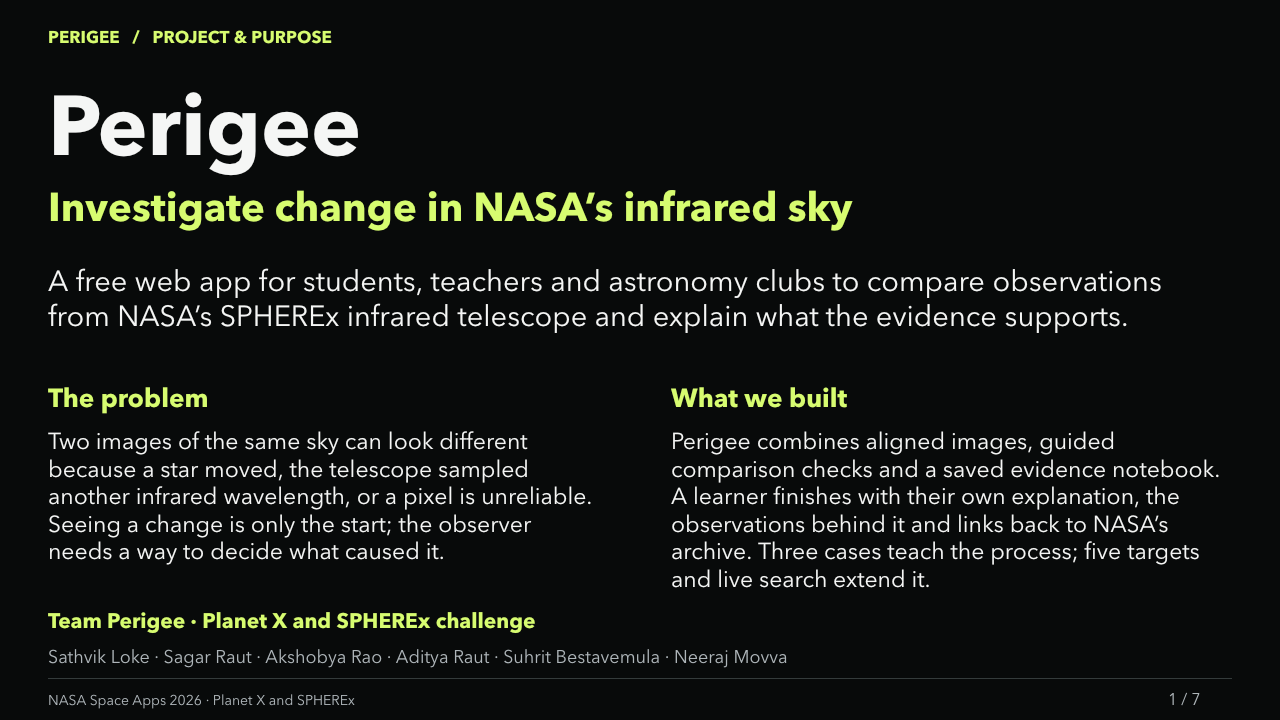 PERIGEE / PROJECT & PURPOSE
Perigee
Investigate change in NASA’s infrared sky
A free web app for students, teachers and astronomy clubs to compare observations
from NASA’s SPHEREx infrared telescope and explain what the evidence supports.
The problem
Two images of the same sky can look different
because a star moved, the telescope sampled
another infrared wavelength, or a pixel is unreliable.
Seeing a change is only the start; the observer
needs a way to decide what caused it.
What we built
Perigee combines aligned images, guided
comparison checks and a saved evidence notebook.
A learner finishes with their own explanation, the
observations behind it and links back to NASA’s
archive. Three cases teach the process; five targets
and live search extend it.
Team Perigee · Planet X and SPHEREx challenge
Sathvik Loke · Sagar Raut · Akshobya Rao · Aditya Raut · Suhrit Bestavemula · Neeraj Movva
NASA Space Apps 2026 · Planet X and SPHEREx
1 / 7